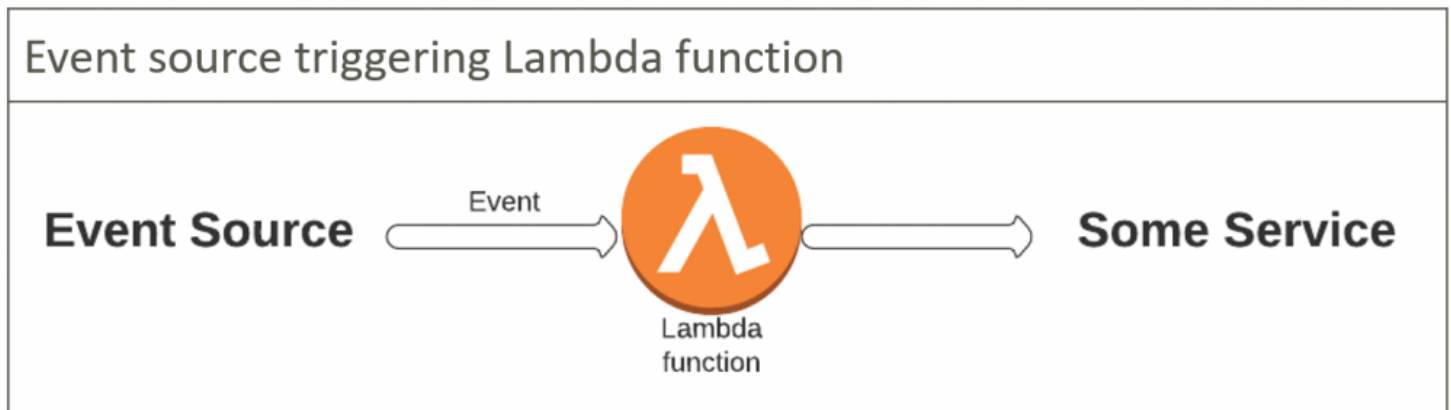 Event source triggering Lambda function
Event
Event Source
Some Service
Lambda
function